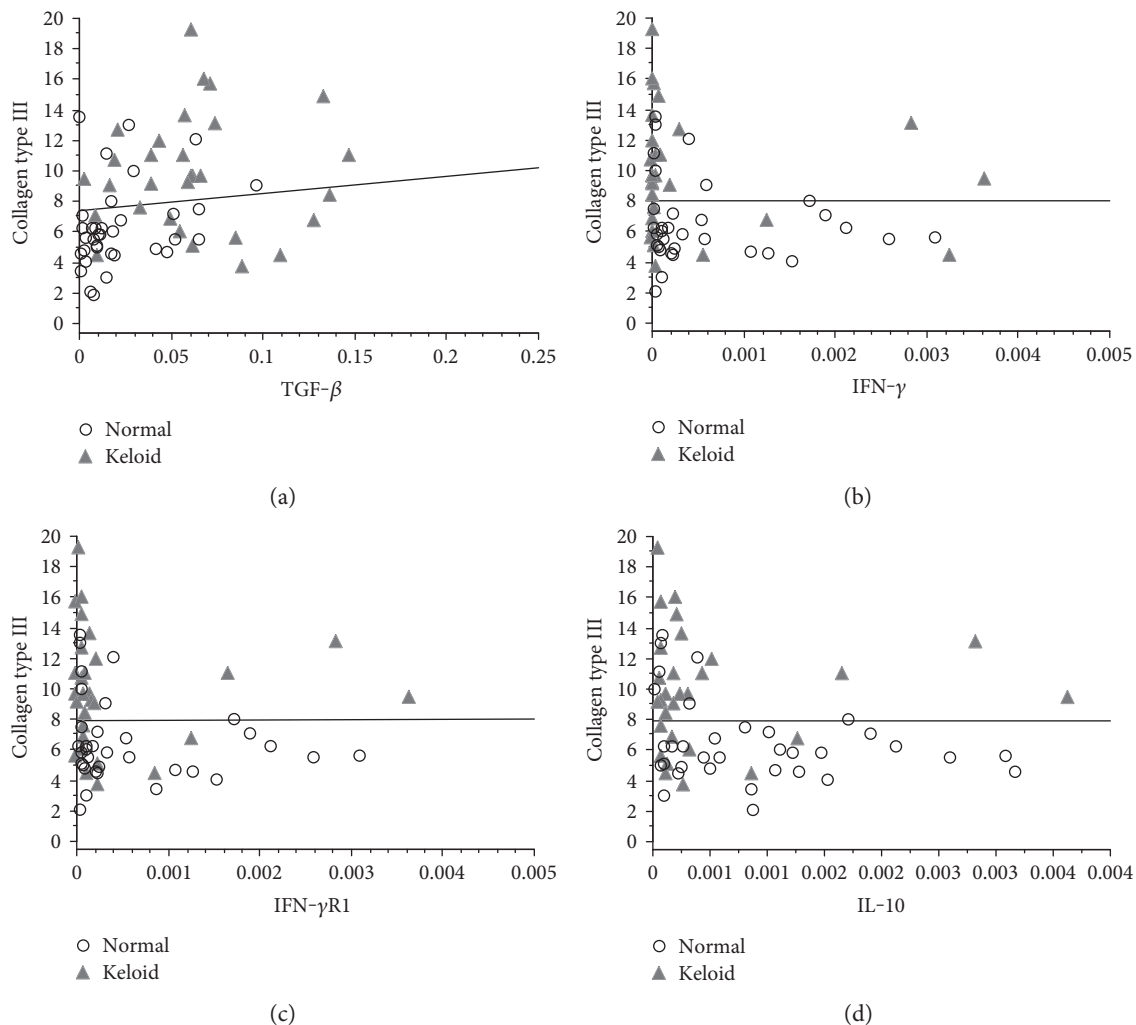 20
18
16
14
12
10
8
6
4
2
0
Collagen type III
0 0.05 0.1 0.15 0.2 0.25
TGF-β
Normal
Keloid
(a)
20
18
16
14
12
10
8
6
4
2
0
Collagen type III
0 0.001 0.002 0.003 0.004 0.005
IFN-γ
Normal
Keloid
(b)
20
18
16
14
12
10
8
6
4
2
0
Collagen type III
0 0.001 0.002 0.003 0.004 0.005
IFN-γR1
Normal
Keloid
(c)
20
18
16
14
12
10
8
6
4
2
0
Collagen type III
0 0.001 0.001 0.002 0.002 0.003 0.003 0.004
IL-10
Normal
Keloid
(d)